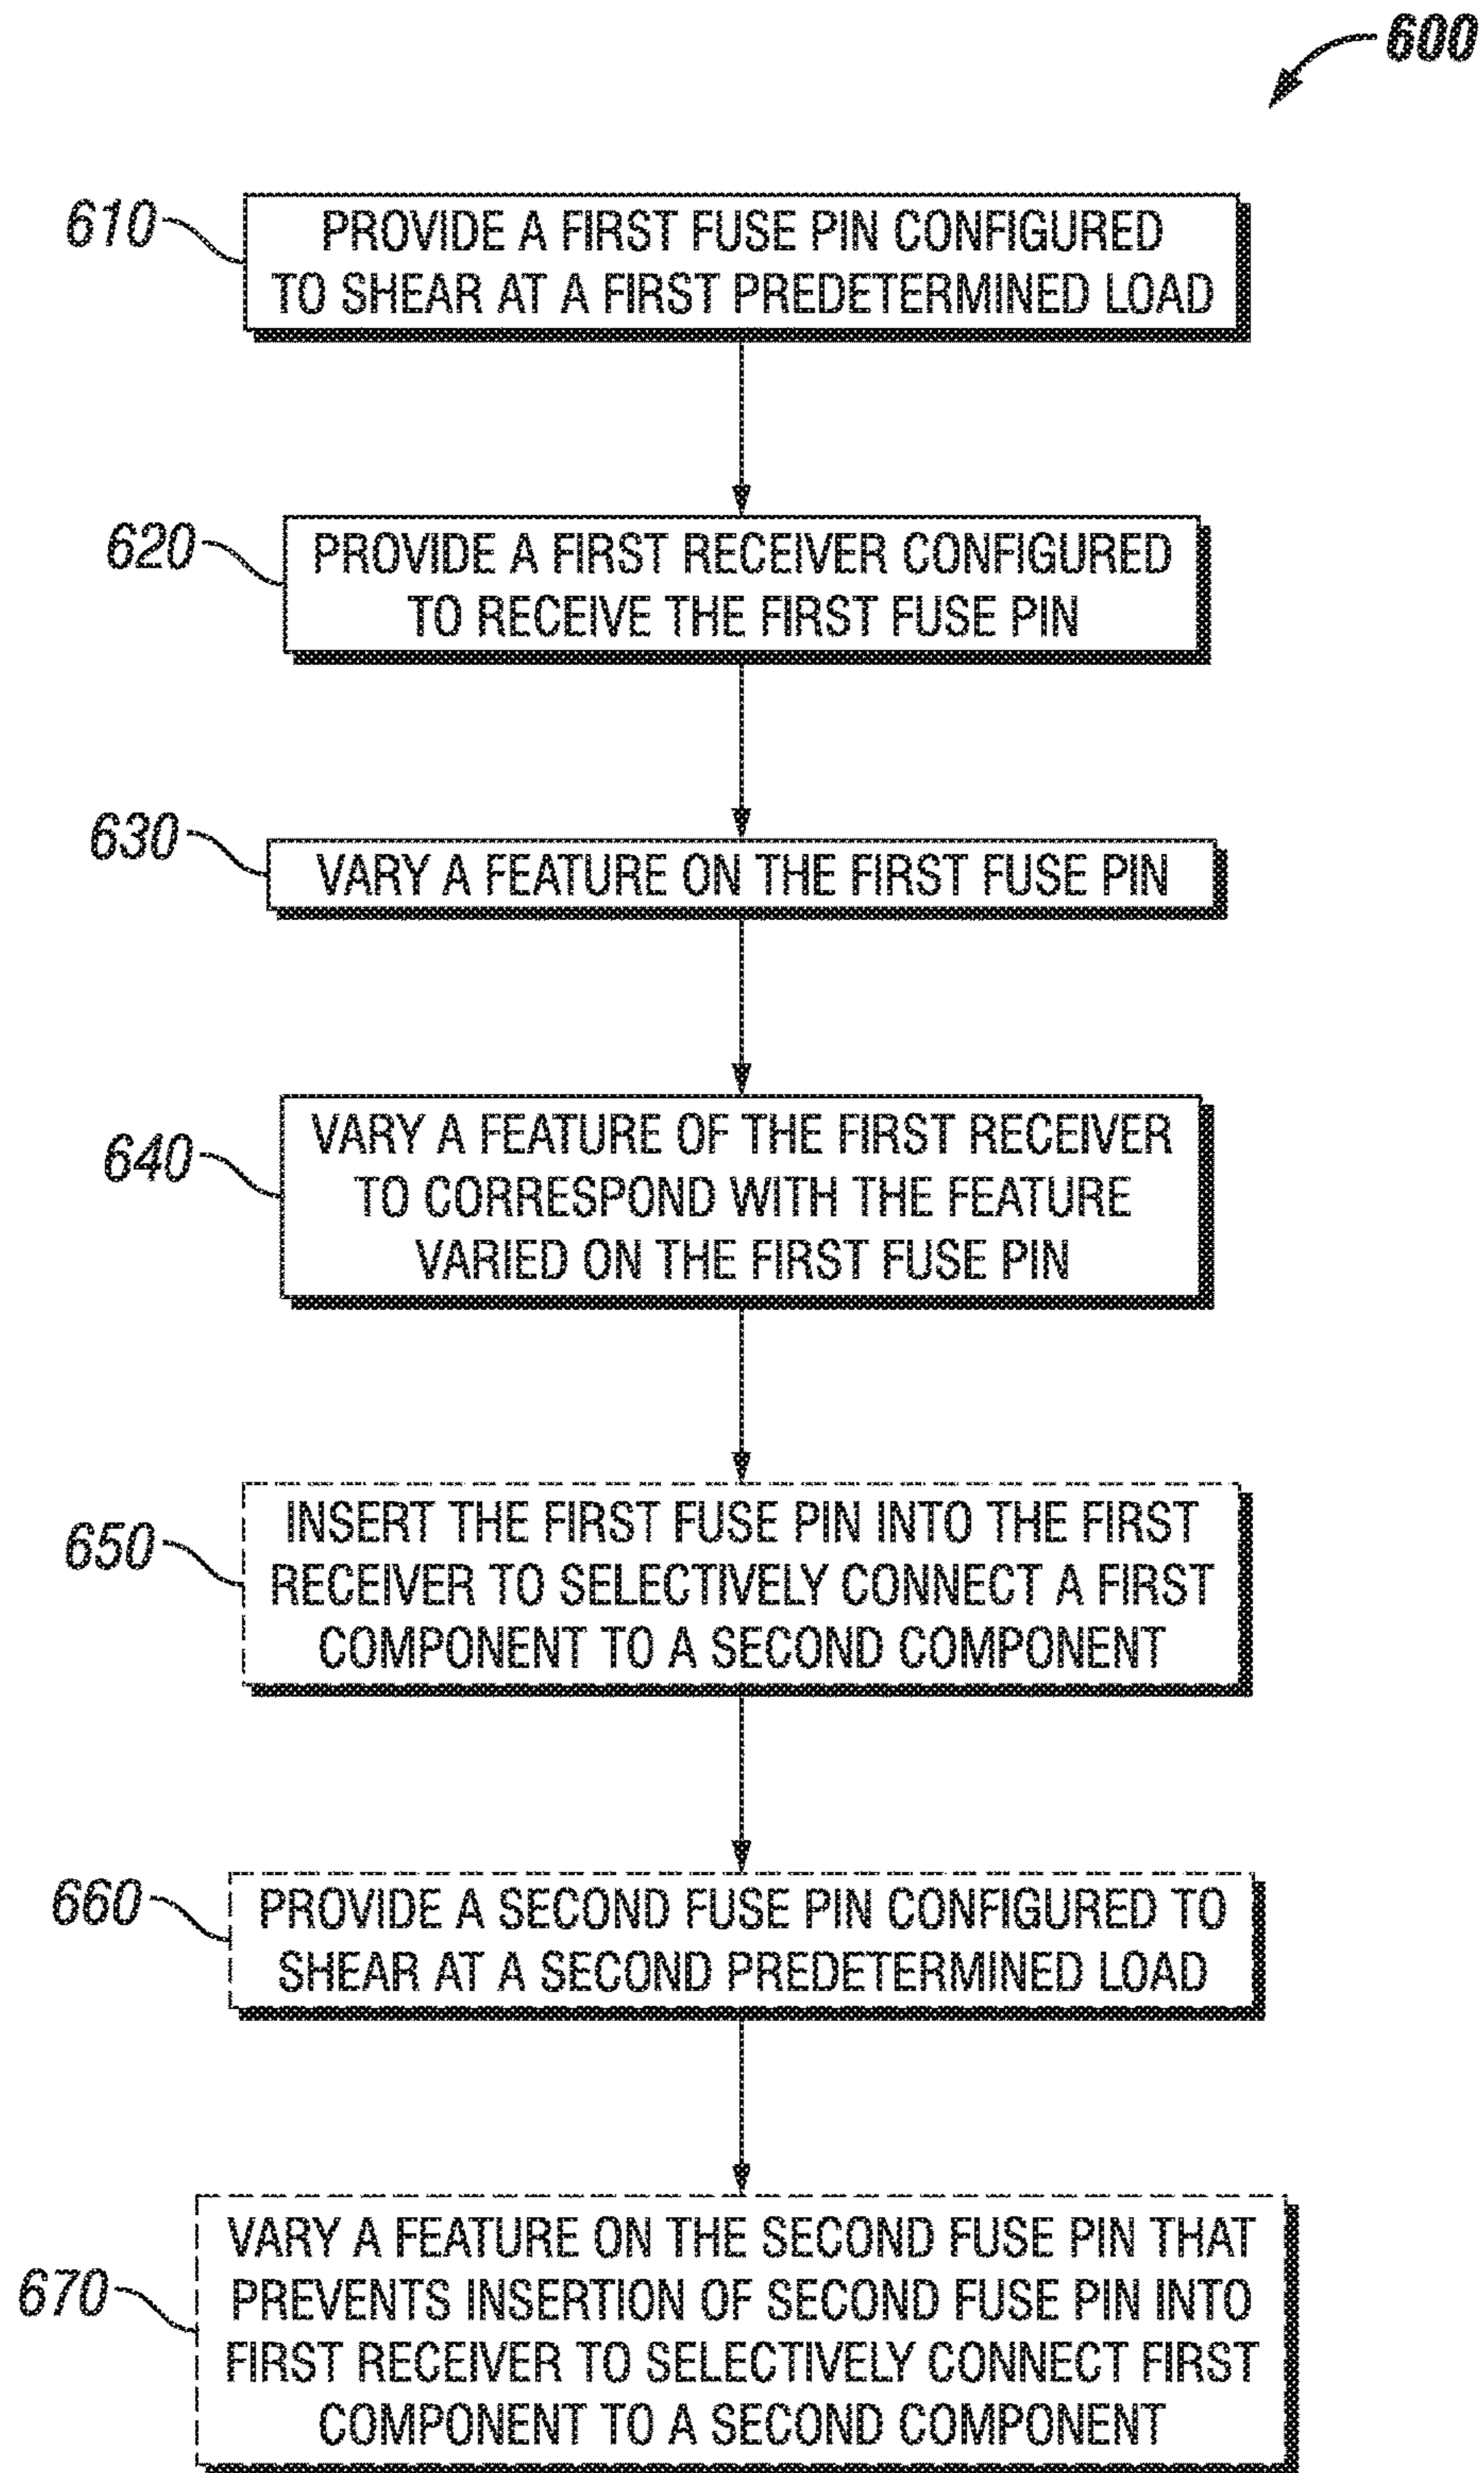 600
610
PROVIDE A FIRST FUSE PIN CONFIGURED
TO SHEAR AT A FIRST PREDETERMINED LOAD
620
PROVIDE A FIRST RECEIVER CONFIGURED
TO RECEIVE THE FIRST FUSE PIN
630
VARY A FEATURE ON THE FIRST FUSE PIN
640
VARY A FEATURE OF THE FIRST RECEIVER
TO CORRESPOND WITH THE FEATURE
VARIED ON THE FIRST FUSE PIN
650
INSERT THE FIRST FUSE PIN INTO THE FIRST
RECEIVER TO SELECTIVELY CONNECT A FIRST
COMPONENT TO A SECOND COMPONENT
660
PROVIDE A SECOND FUSE PIN CONFIGURED TO
SHEAR AT A SECOND PREDETERMINED LOAD
670
VARY A FEATURE ON THE SECOND FUSE PIN THAT
PREVENTS INSERTION OF SECOND FUSE PIN INTO
FIRST RECEIVER TO SELECTIVELY CONNECT FIRST
COMPONENT TO A SECOND COMPONENT